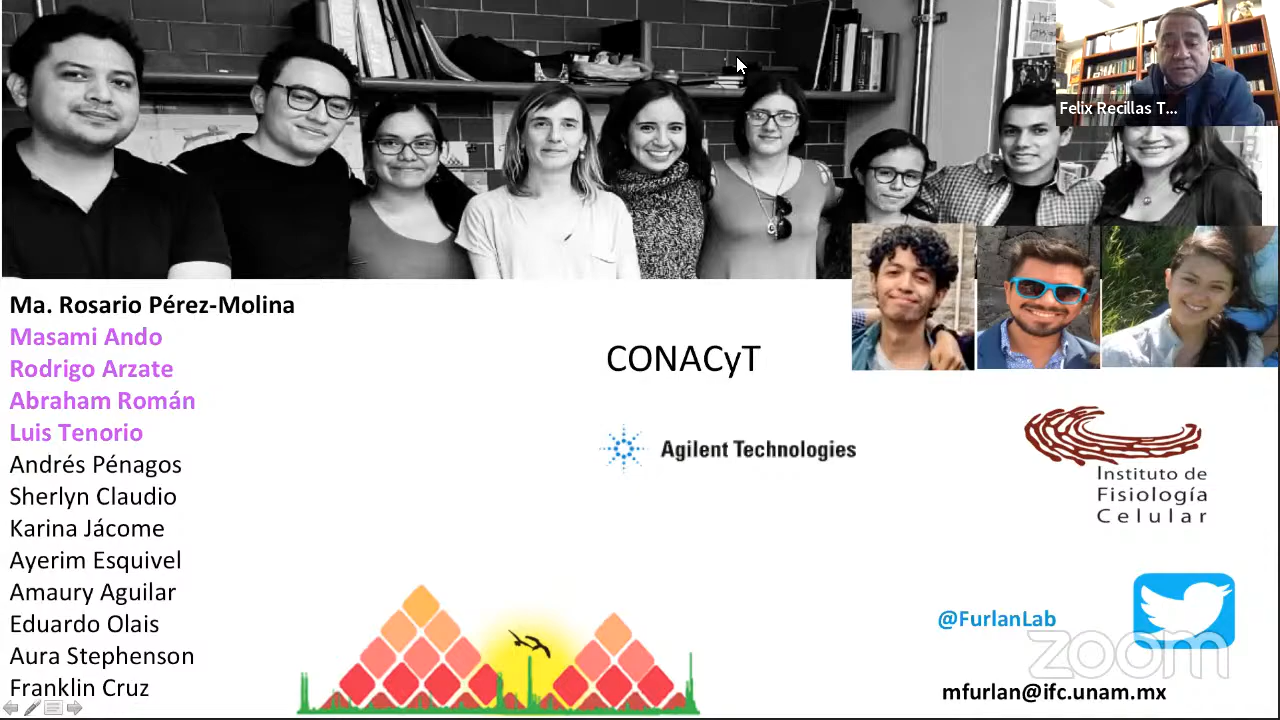 Felix Recillas T...
Ma. Rosario Pérez-Molina
Masami Ando
Rodrigo Arzate
Abraham Román
Luis Tenorio
Andrés Pénagos
Sherlyn Claudio
Karina Jácome
Ayerim Esquivel
Amaury Aguilar
Eduardo Olais
Aura Stephenson
Franklin Cruz
CONACyT
Agilent Technologies
Instituto de
Fisiología
Celular
@FurlanLab
zoom
mfurlan@ifc.unam.mx